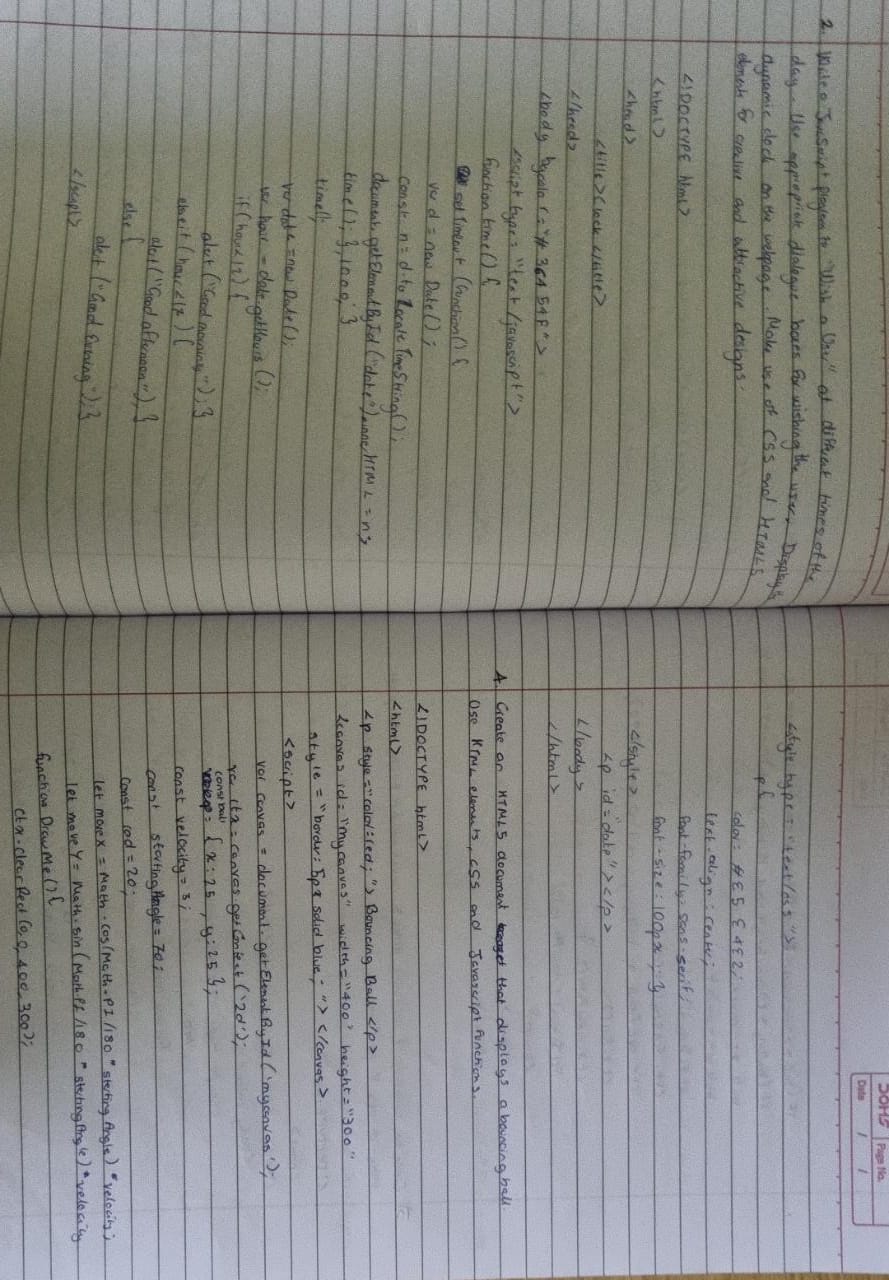 2. Write a JavaScript program to "Wish a User" at different times of the
day. Use appropriate dialogue boxes for wishing the user. Display a
dynamic clock on the webpage. Make use of CSS and HTML5
elements for creative and attractive designs.
<!DOCTYPE html>
<html>
<head>
<title>Clock </title>
</head>
<body bgcolor="# 36454F">
<script type= "text/javascript">
function time() {
setTimeout (function() {
var d = new Date();
const n = d.toLocateTimeString();
document.getElementById("date").innerHTML = n;
time(); }, 1000; }
time();
var date = new Date();
var hour = date.getHours ();
if (hour<12) {
alert ("Good morning"); }
else if (hour<17) {
alert ("Good afternoon"); }
else {
alert ("Good Evening"); }
</script>
SOHS Page No.
Date / /
<style type= "text/css">
p {
color: #E5E4E2;
text-align: center;
font-family: sans-serif;
font-size: 100px; }
</style>
<p id="date"></p>
</body>
</html>
4. Create an HTML5 document that displays a bouncing ball
Use HTML elements, CSS and JavaScript functions.
<!DOCTYPE html>
<html>
<p style="color=red;"> Bouncing Ball </p>
<canvas id="mycanvas" width="400" height="300"
style = "border: 5px solid blue;"> </canvas>
<script>
var canvas = document.getElementById('mycanvas');
var ctx = canvas.getContext('2d');
const ball = {x:25, y:25};
const velocity = 3;
const starting Angle = 70;
const rad = 20;
let moveX = Math.cos(Math.PI/180 * starting Angle) * velocity;
let moveY = Math.sin(Math.PI/180 * startingAngle) * velocity
function DrawMe() {
ctx.clearRect (0,0,400,300);